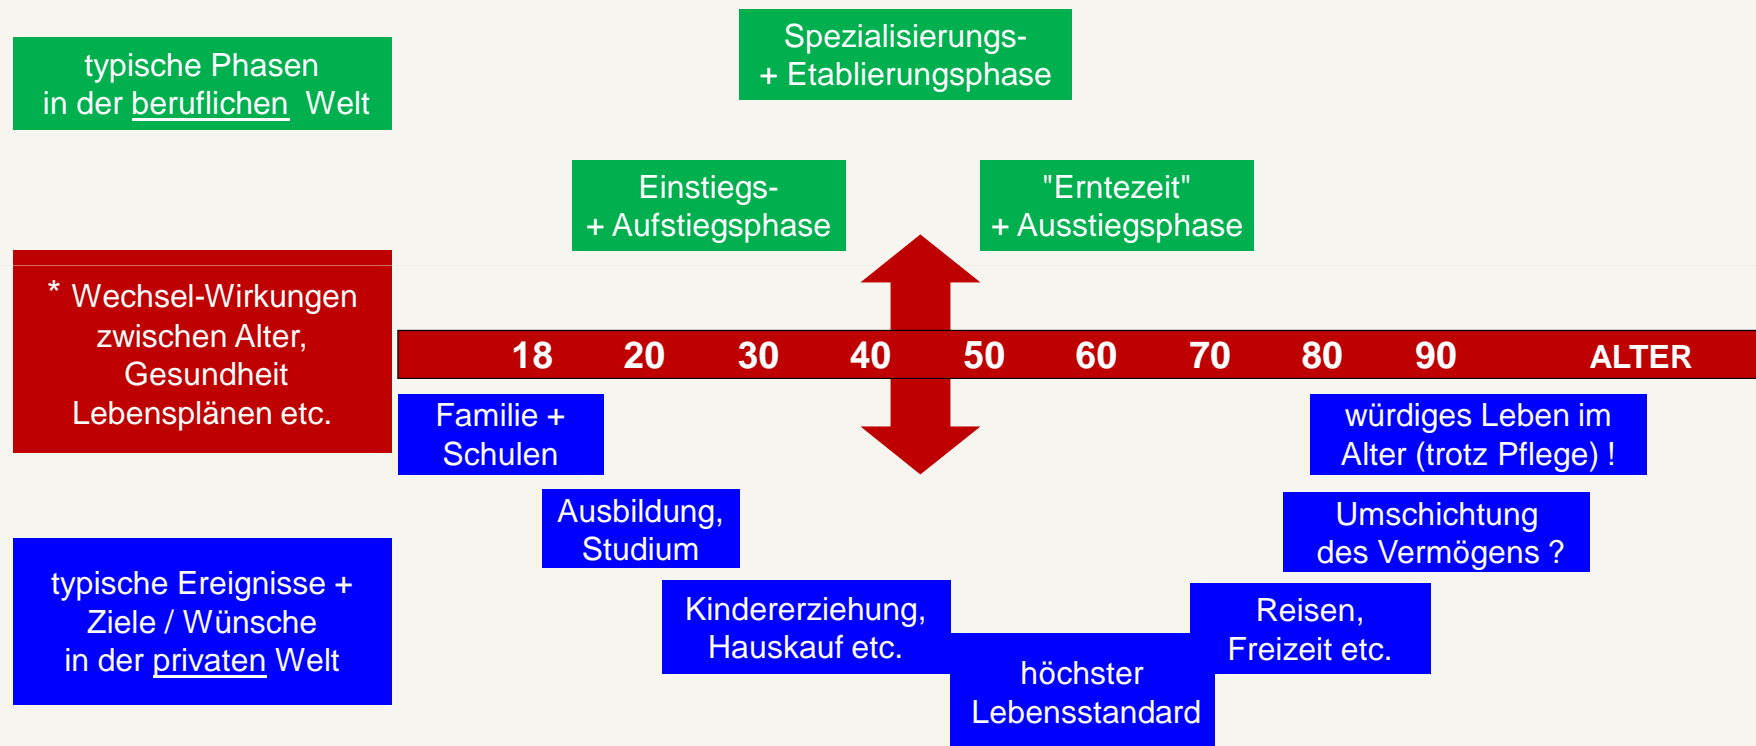 typische Phasen
in der beruflichen Welt
Spezialisierungs-
+ Etablierungsphase
Einstiegs-
+ Aufstiegsphase
"Erntezeit"
+ Ausstiegsphase
* Wechsel-Wirkungen
zwischen Alter,
Gesundheit
Lebensplänen etc.
18 20 30 40 50 60 70 80 90 ALTER
Familie +
Schulen
würdiges Leben im
Alter (trotz Pflege) !
Ausbildung,
Studium
Umschichtung
des Vermögens ?
typische Ereignisse +
Ziele / Wünsche
in der privaten Welt
Kindererziehung,
Hauskauf etc.
höchster
Lebensstandard
Reisen,
Freizeit etc.